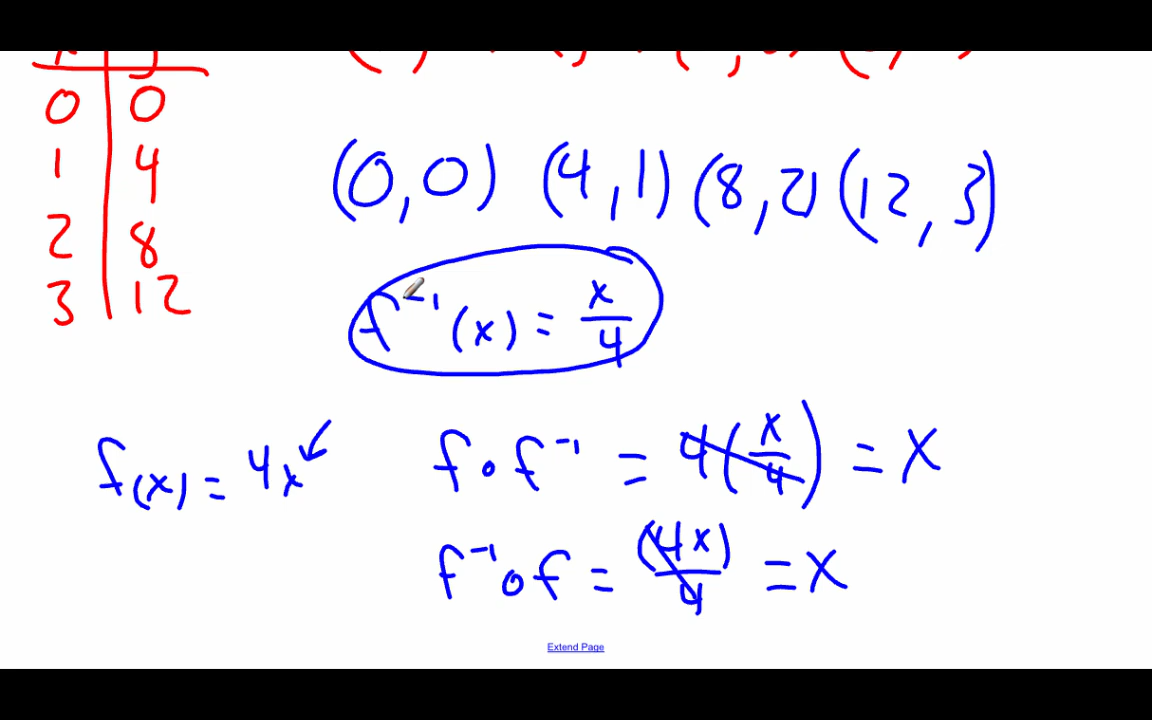 0 0
1 4
2 8
3 12
(0,0) (4,1) (8,2) (12,3)
f⁻¹(x) = x/4
f(x) = 4x
f∘f⁻¹ = 4(x/4) = x
f⁻¹∘f = (4x)/4 = x
Extend Page